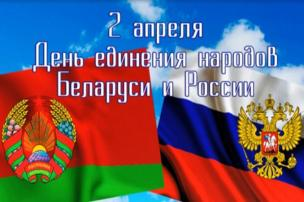 2 апреля
День единения народов
Беларуси и России